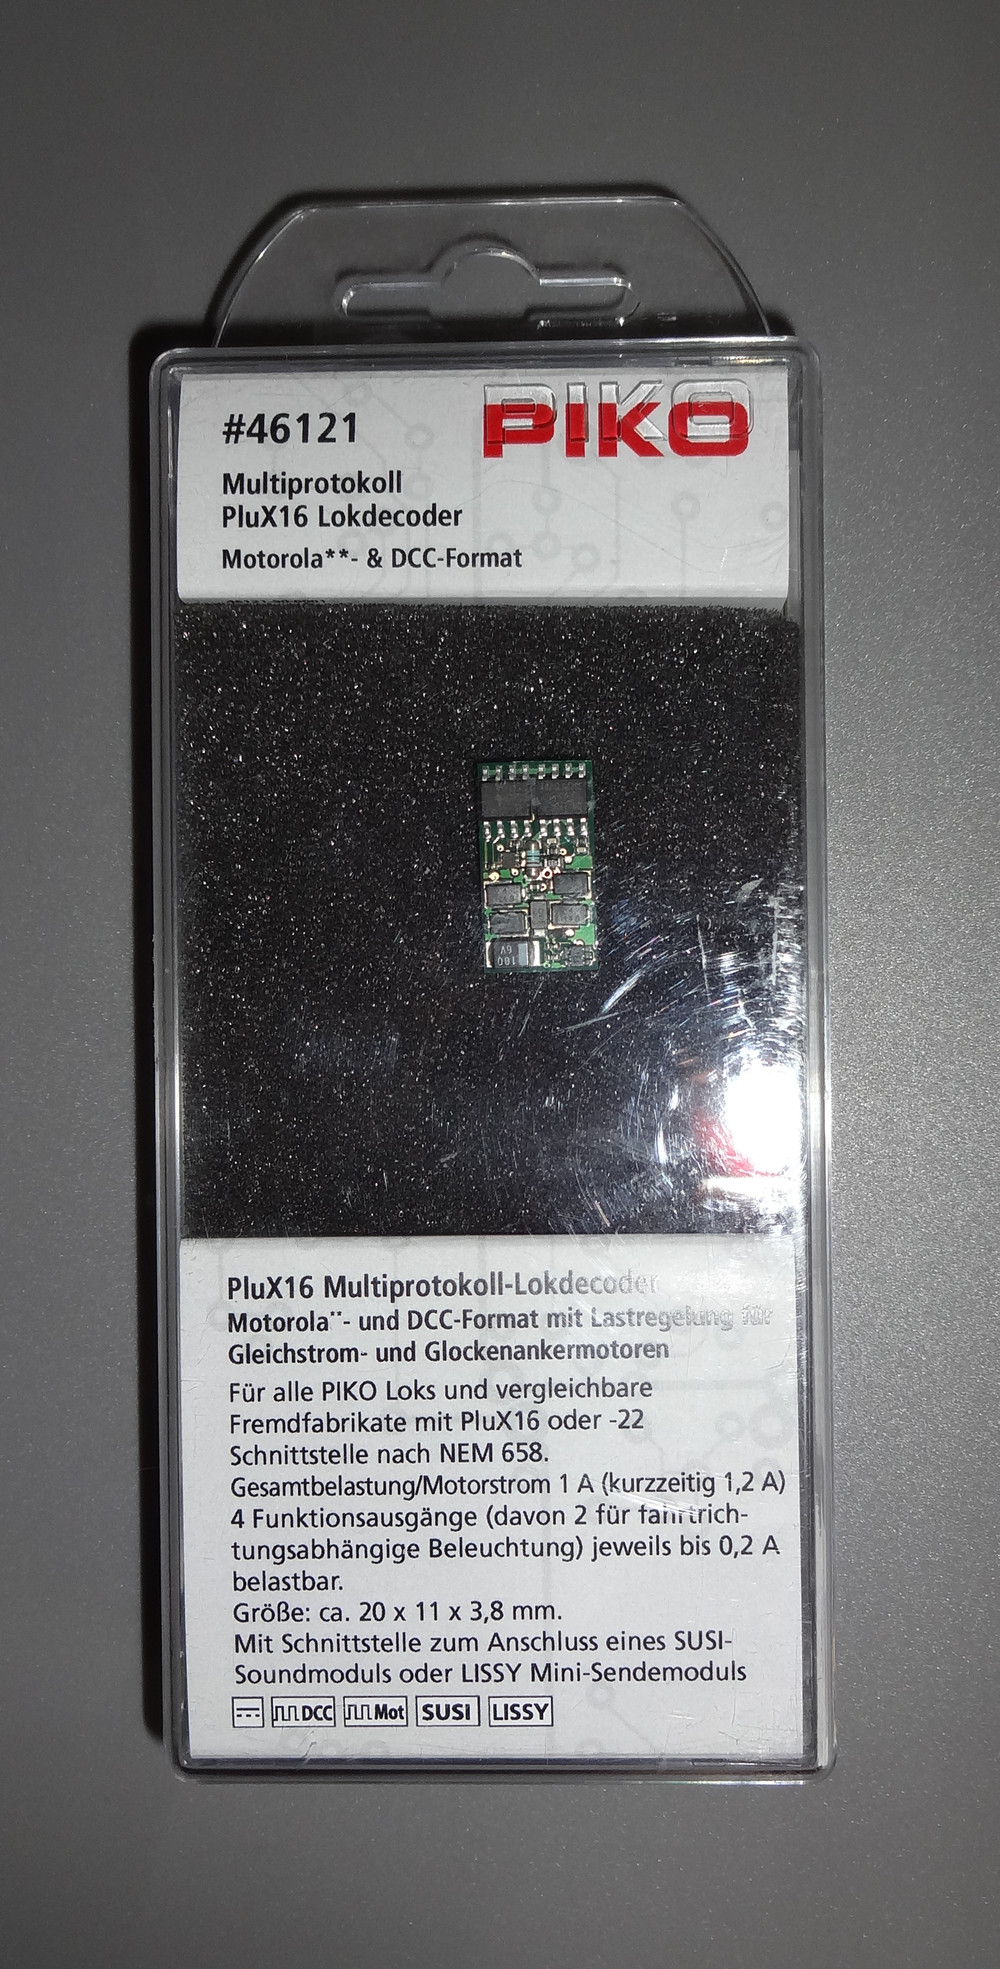 #46121
PIKO
Multiprotokoll
PluX16 Lokdecoder
Motorola**- & DCC-Format
PluX16 Multiprotokoll-Lokdecoder
Motorola**- und DCC-Format mit Lastregelung für
Gleichstrom- und Glockenankermotoren
Für alle PIKO Loks und vergleichbare
Fremdfabrikate mit PluX16 oder -22
Schnittstelle nach NEM 658.
Gesamtbelastung/Motorstrom 1 A (kurzzeitig 1,2 A)
4 Funktionsausgänge (davon 2 für fahrtrich-
tungsabhängige Beleuchtung) jeweils bis 0,2 A
belastbar.
Größe: ca. 20 x 11 x 3,8 mm.
Mit Schnittstelle zum Anschluss eines SUSI-
Soundmoduls oder LISSY Mini-Sendemoduls
DCC Mot SUSI LISSY